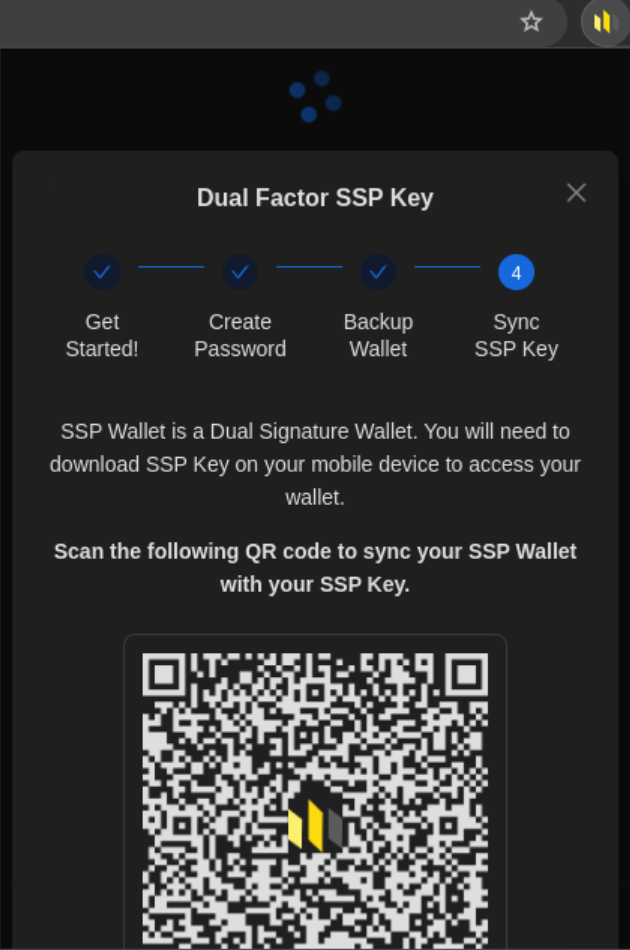 Dual Factor SSP Key
4
Get
Started!
Create
Password
Backup
Wallet
Sync
SSP Key
SSP Wallet is a Dual Signature Wallet. You will need to
download SSP Key on your mobile device to access your
wallet.
Scan the following QR code to sync your SSP Wallet
with your SSP Key.